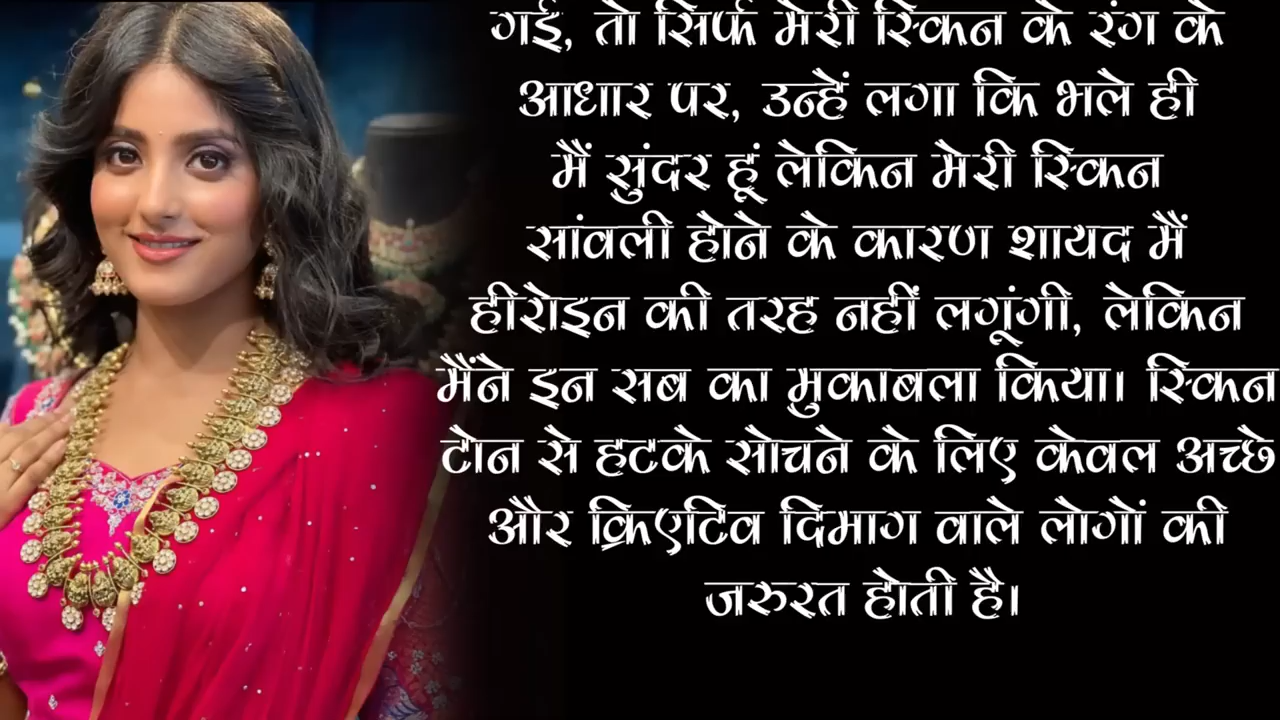 गई, तो सिर्फ मेरी स्किन के रंग के
आधार पर, उन्हें लगा कि भले ही
मैं सुंदर हूं लेकिन मेरी स्किन
सांवली होने के कारण शायद मैं
हीरोइन की तरह नहीं लगूंगी, लेकिन
मैंने इन सब का मुकाबला किया। स्किन
टोन से हटके सोचने के लिए केवल अच्छे
और क्रिएटिव दिमाग वाले लोगों की
जरुरत होती है।